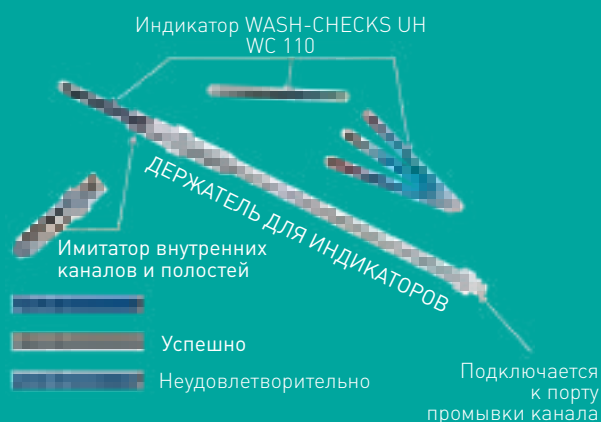 Индикатор WASH-CHECKS UH
WC 110
ДЕРЖАТЕЛЬ ДЛЯ ИНДИКАТОРОВ
Имитатор внутренних
каналов и полостей
Успешно
Неудовлетворительно
Подключается
к порту
промывки канала